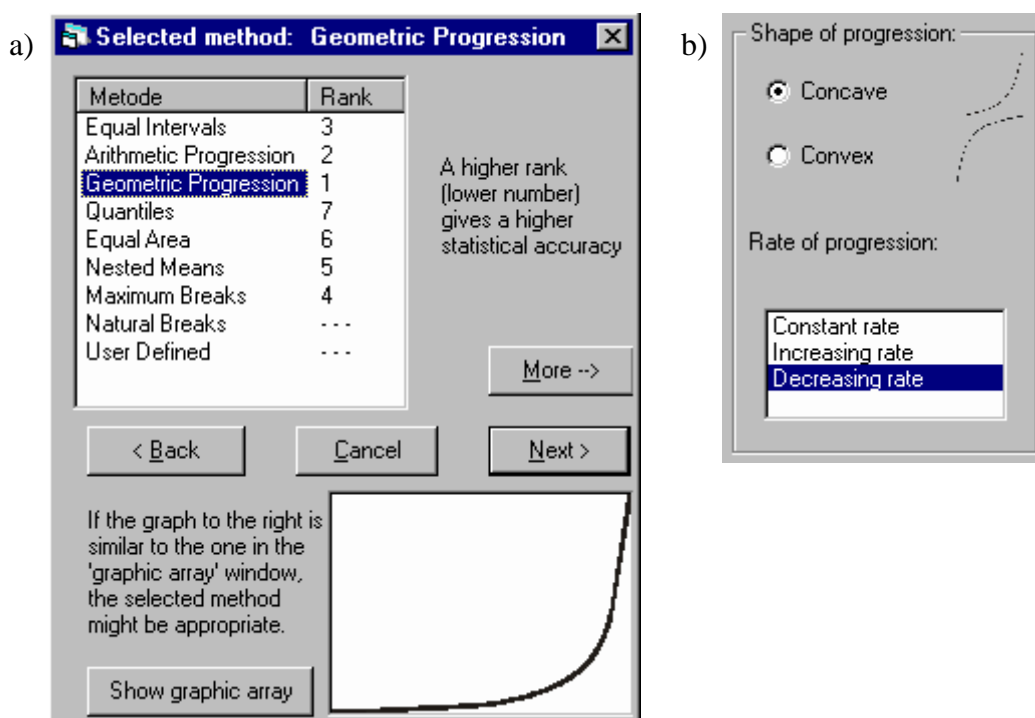 a)
Selected method: Geometric Progression
Metode Rank
Equal Intervals 3
Arithmetic Progression 2
Geometric Progression 1
Quantiles 7
Equal Area 6
Nested Means 5
Maximum Breaks 4
Natural Breaks - - -
User Defined - - -
A higher rank
(lower number)
gives a higher
statistical accuracy
More -->
< Back
Cancel
Next >
If the graph to the right is
similar to the one in the
'graphic array' window,
the selected method
might be appropriate.
Show graphic array
b)
Shape of progression:
Concave
Convex
Rate of progression:
Constant rate
Increasing rate
Decreasing rate